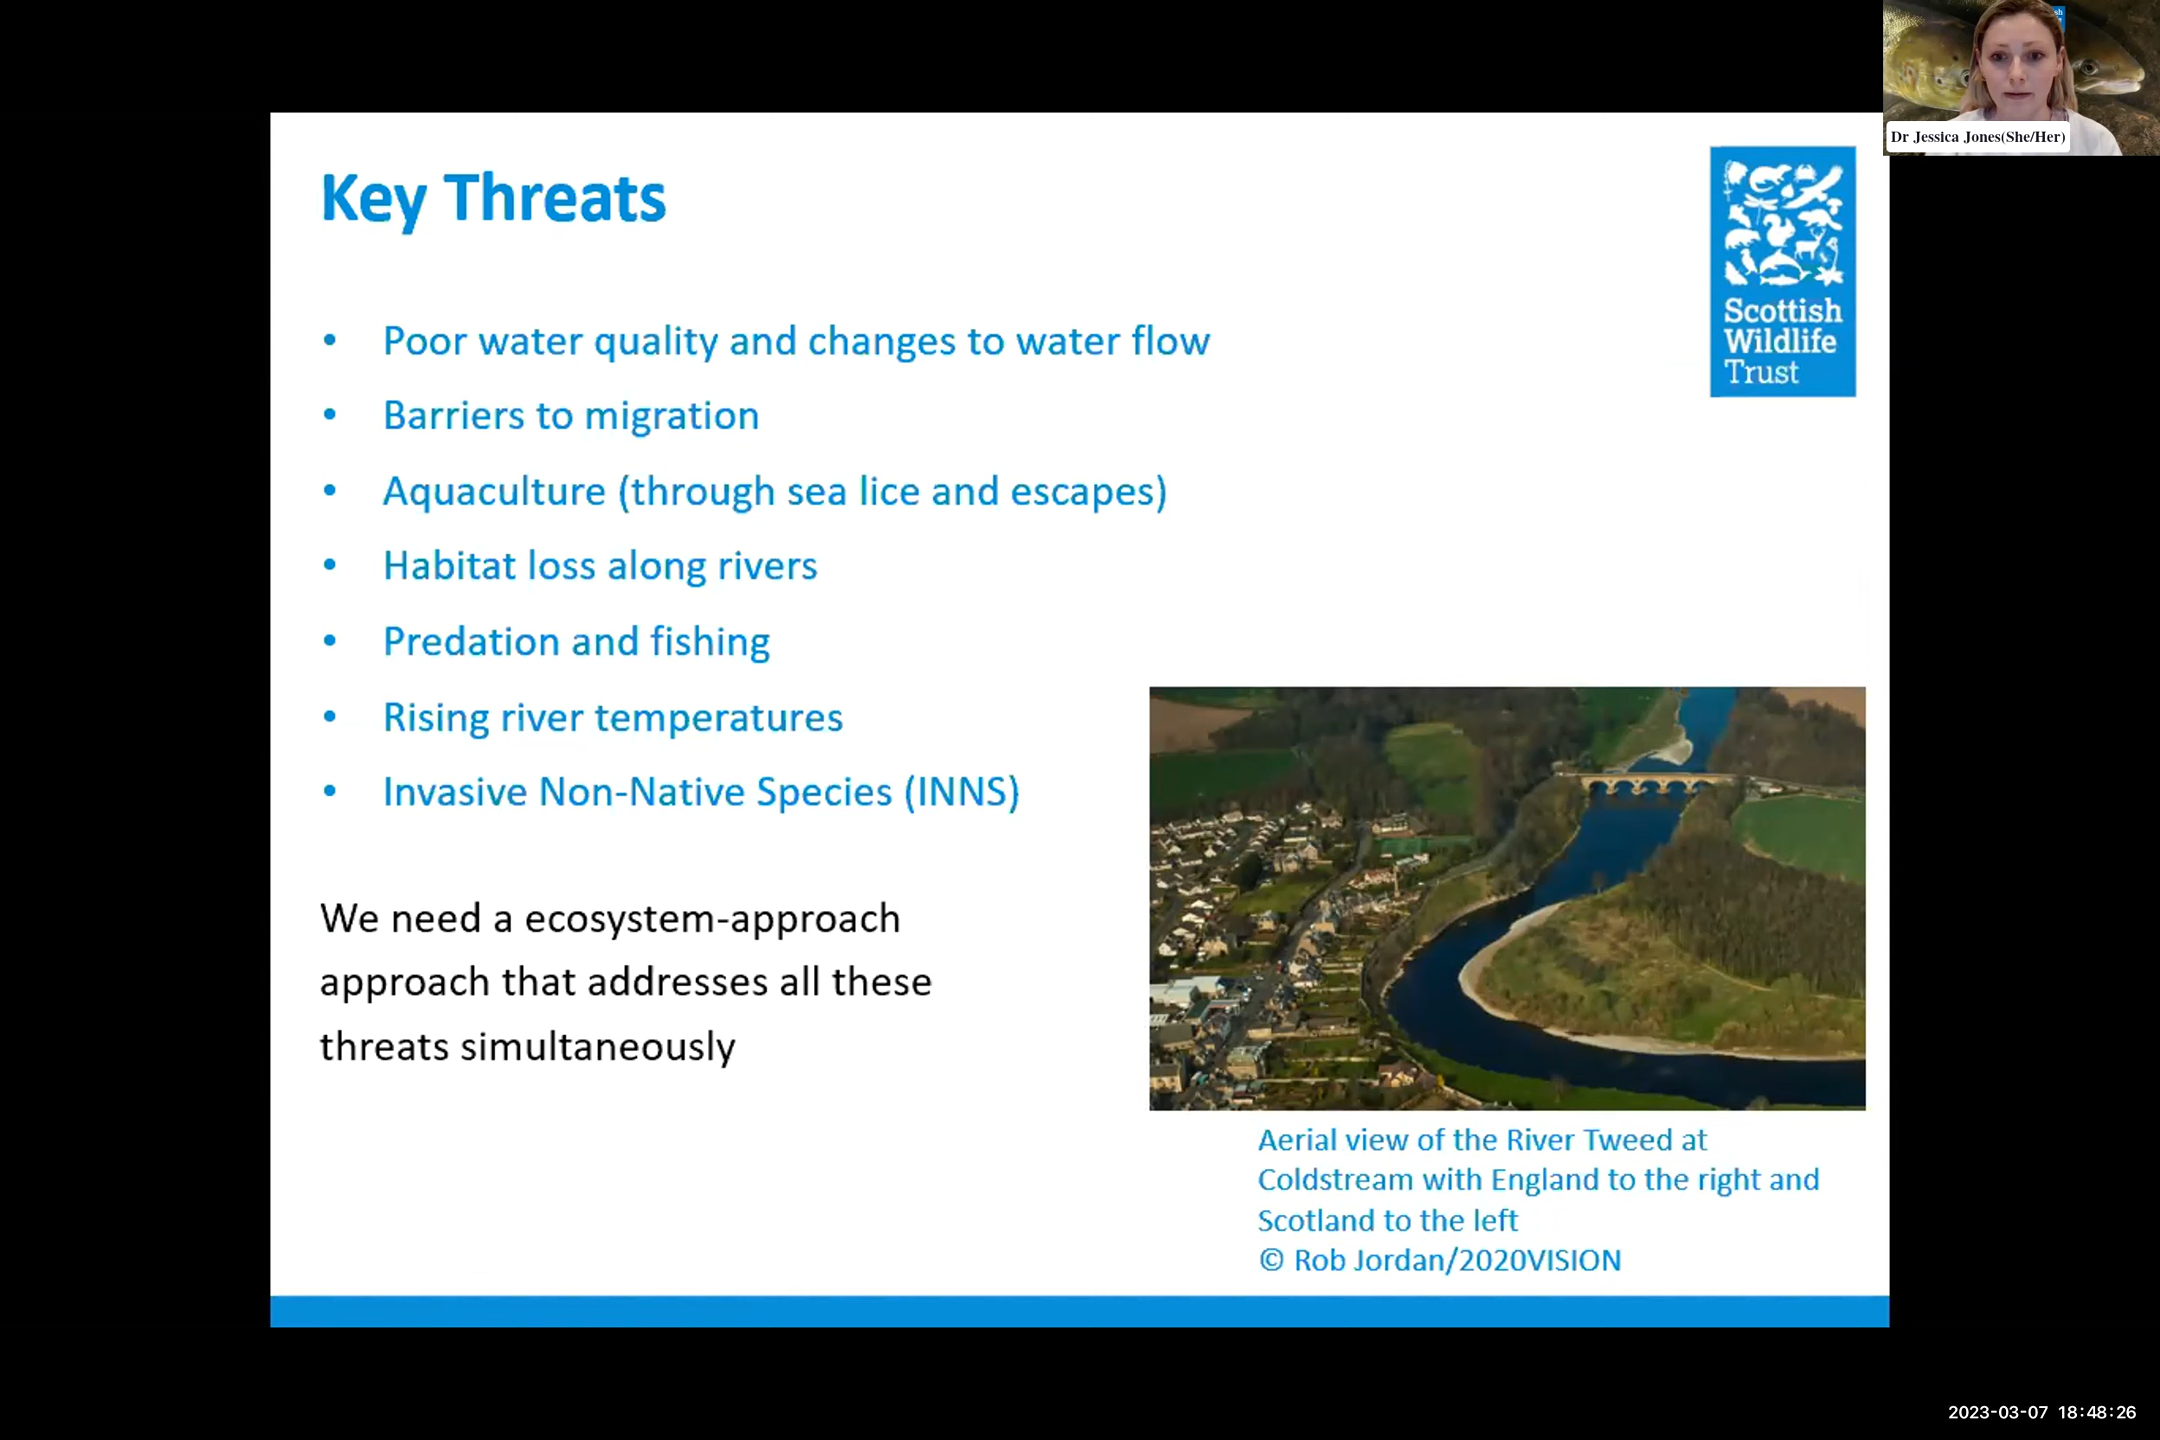 Dr Jessica Jones(She/Her)
Key Threats
Scottish
Wildlife
Trust
• Poor water quality and changes to water flow
• Barriers to migration
• Aquaculture (through sea lice and escapes)
• Habitat loss along rivers
• Predation and fishing
• Rising river temperatures
• Invasive Non-Native Species (INNS)
We need a ecosystem-approach
approach that addresses all these
threats simultaneously
Aerial view of the River Tweed at
Coldstream with England to the right and
Scotland to the left
© Rob Jordan/2020VISION
2023-03-07 18:48:26